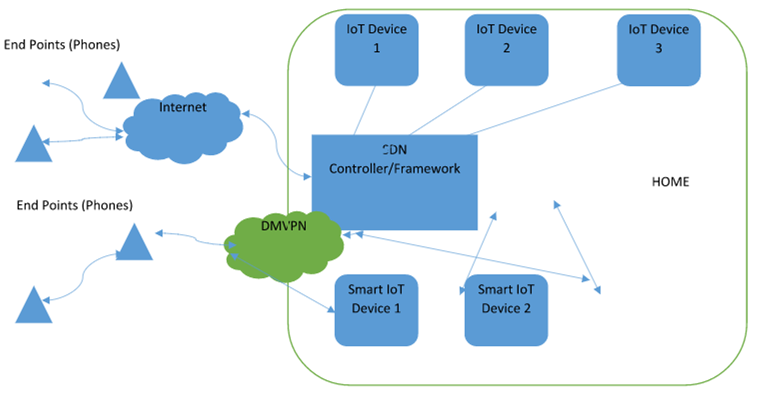 End Points (Phones)
Internet
IoT Device
1
IoT Device
2
IoT Device
3
SDN
Controller/Framework
HOME
End Points (Phones)
DMVPN
Smart IoT
Device 1
Smart IoT
Device 2